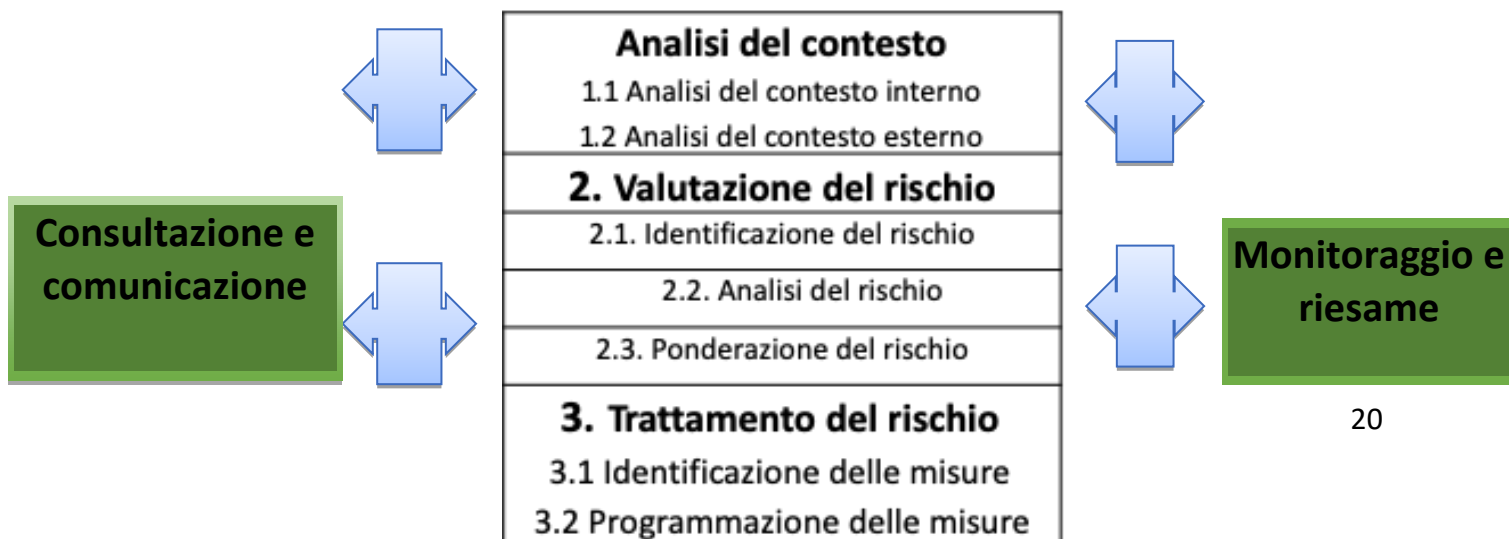 Analisi del contesto
1.1 Analisi del contesto interno
1.2 Analisi del contesto esterno
2. Valutazione del rischio
2.1. Identificazione del rischio
2.2. Analisi del rischio
2.3. Ponderazione del rischio
3. Trattamento del rischio
3.1 Identificazione delle misure
3.2 Programmazione delle misure
Consultazione e
comunicazione
Monitoraggio e
riesame
20